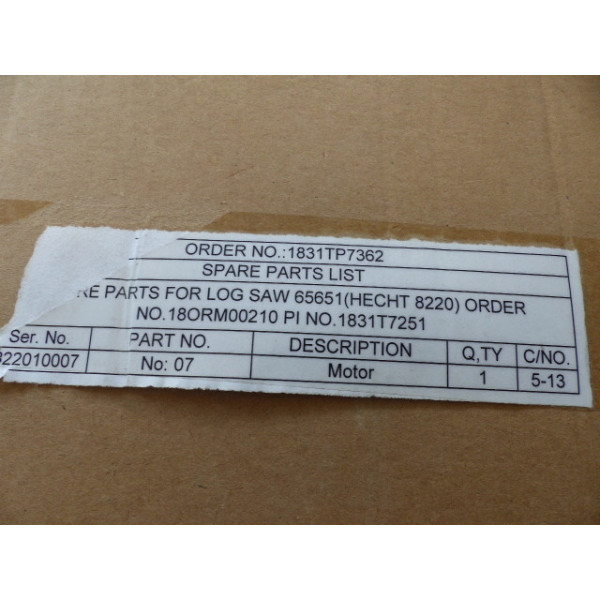 ORDER NO.:1831TP7362
SPARE PARTS LIST
RE PARTS FOR LOG SAW 65651(HECHT 8220) ORDER
NO.18ORM00210 PI NO.1831T7251
Ser. No. PART NO. DESCRIPTION Q,TY C/NO.
822010007 No: 07 Motor 1 5-13